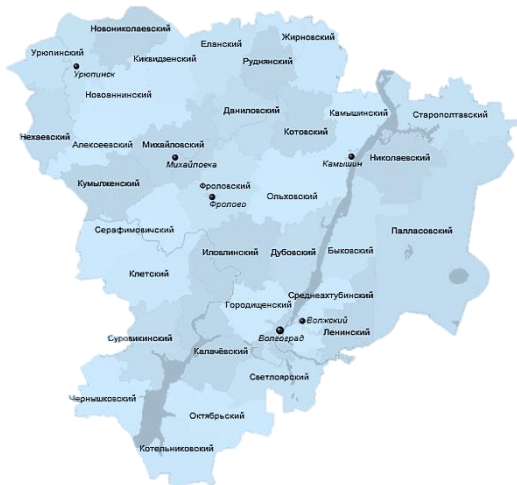 Новониколаевский
Жирновский
Урюпинский
Еланский
Киквидзенский
Руднянский
Урюпинск
Новоаннинский
Даниловский
Камышинский
Старополтавский
Нехаевский
Алексеевский
Михайловский
Котовский
Михайловка
Камышин
Николаевский
Кумылженский
Фроловский
Фролово
Ольховский
Серафимовичский
Палласовский
Иловлинский
Дубовский
Быковский
Клетский
Среднеахтубинский
Городищенский
Волжский
Волгоград
Ленинский
Суровикинский
Калачёвский
Светлоярский
Чернышковский
Октябрьский
Котельниковский